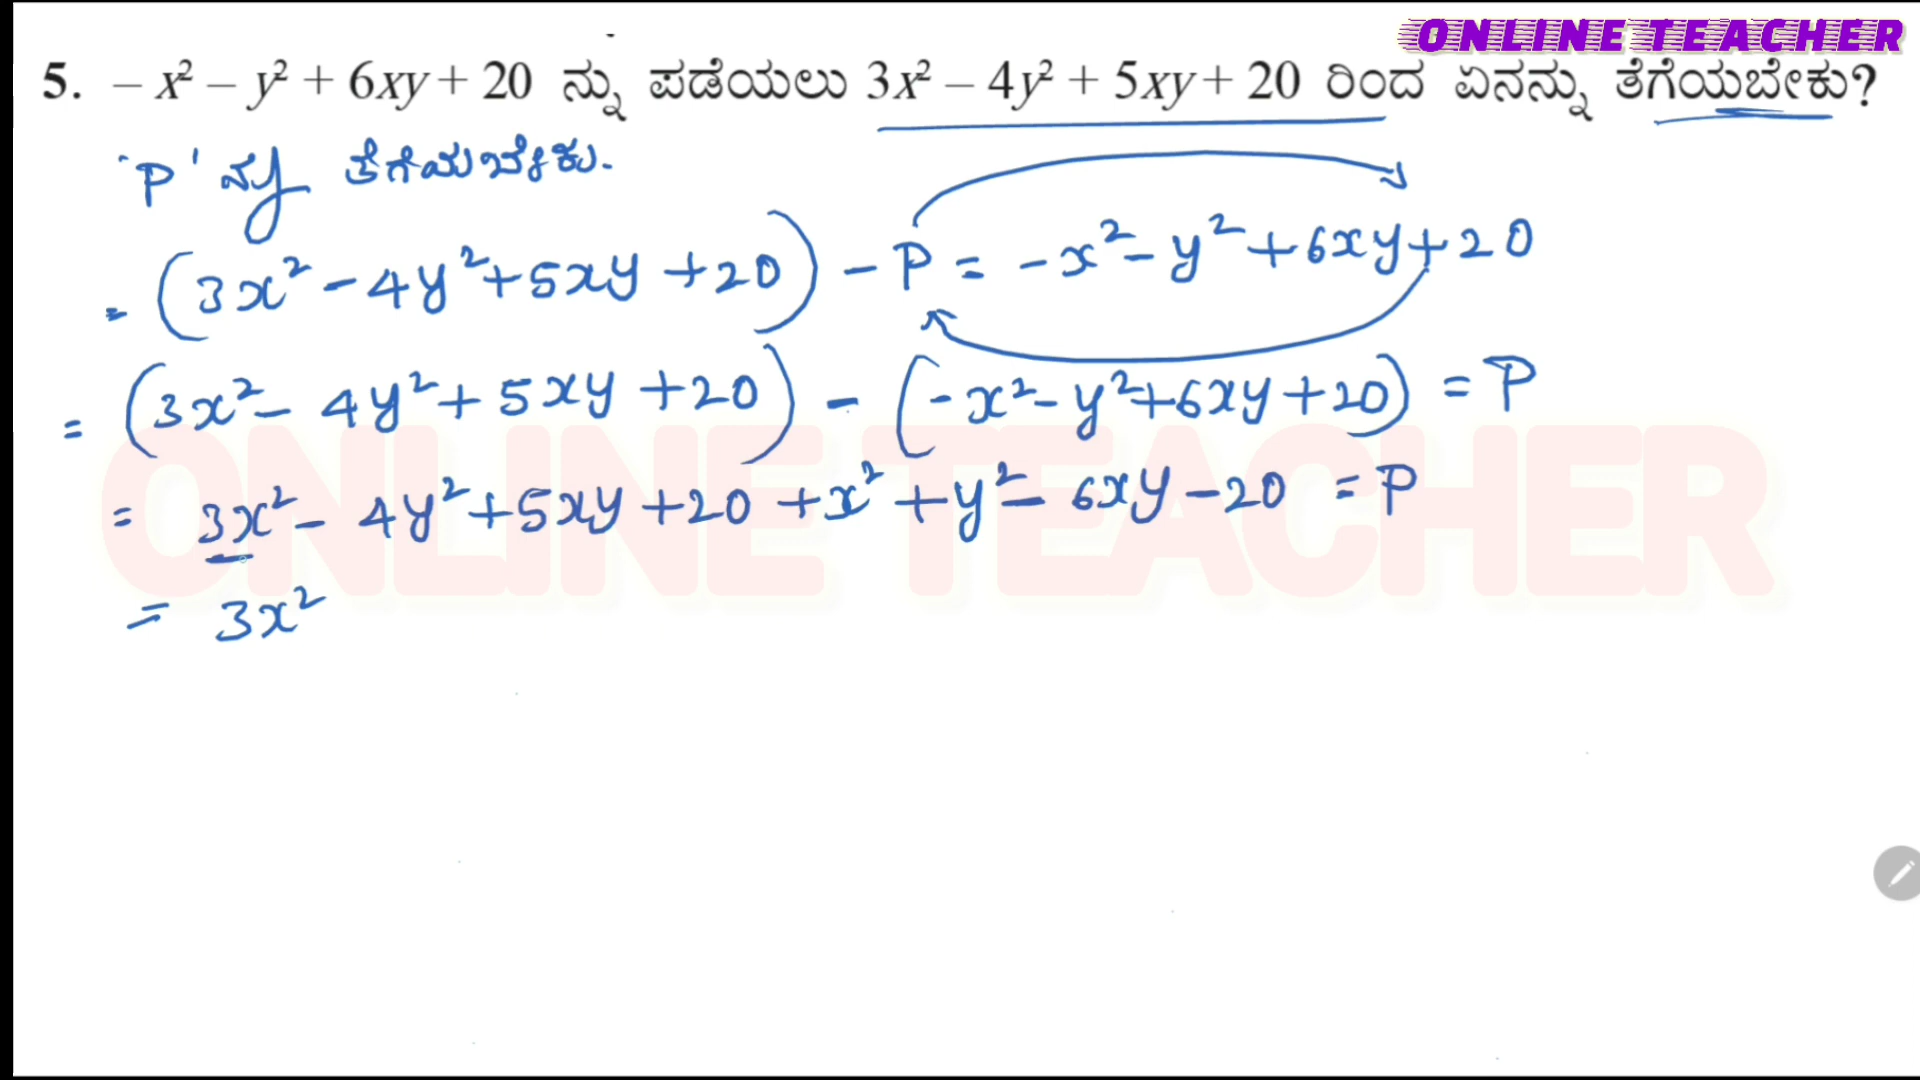 ONLINE TEACHER
5. – x² – y² + 6xy + 20 ನ್ನು ಪಡೆಯಲು 3x² – 4y² + 5xy + 20 ರಿಂದ ಏನನ್ನು ತೆಗೆಯಬೇಕು?
'P' ನ್ನು ತೆಗೆಯಬೇಕು.
= (3x² - 4y² + 5xy + 20) - P = -x² - y² + 6xy + 20
= (3x² - 4y² + 5xy + 20) - (-x² - y² + 6xy + 20) = P
= 3x² - 4y² + 5xy + 20 + x² + y² - 6xy - 20 = P
= 3x²
ONLINE TEACHER